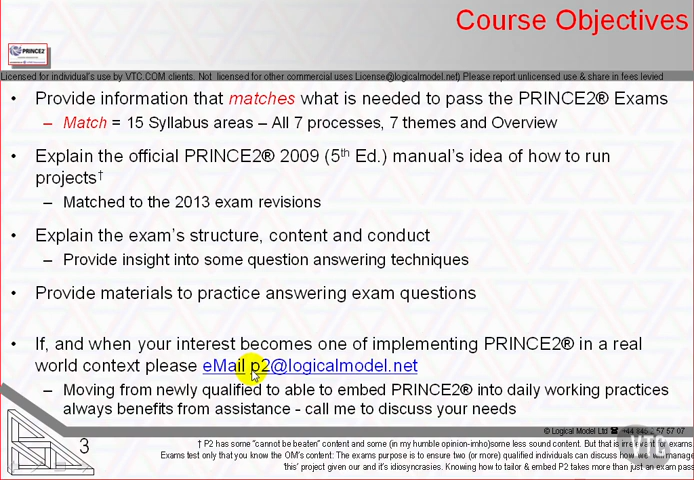 Course Objectives
PRINCE2
Licensed for individual's use by VTC.COM clients. Not licensed for other commercial uses License@logicalmodel.net) Please report unlicensed use & share in fees levied
• Provide information that matches what is needed to pass the PRINCE2® Exams
– Match = 15 Syllabus areas – All 7 processes, 7 themes and Overview
• Explain the official PRINCE2® 2009 (5th Ed.) manual's idea of how to run
projects†
– Matched to the 2013 exam revisions
• Explain the exam's structure, content and conduct
– Provide insight into some question answering techniques
• Provide materials to practice answering exam questions
• If, and when your interest becomes one of implementing PRINCE2® in a real
world context please eMail p2@logicalmodel.net
– Moving from newly qualified to able to embed PRINCE2® into daily working practices
always benefits from assistance - call me to discuss your needs
© Logical Model Ltd ☎ 57 57 07
3
† P2 has some "cannot be beaten" content and some (in my humble opinion-imho)some less sound content. But that is irrelevant for exams
Exams test only that you know the OM's content: The exams purpose is to ensure two (or more) qualified individuals can discuss how manage
'this' project given our and it's idiosyncrasies. Knowing how to tailor & embed P2 takes more than just an exam pass
VTC